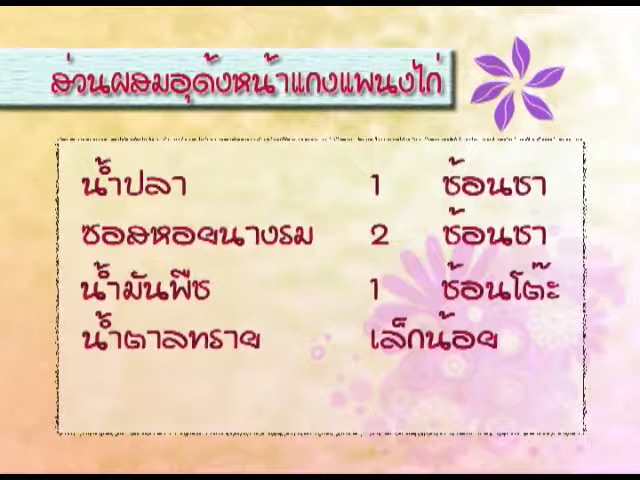 ส่วนผสมอุด้งหน้าแกงแพนงไก่
น้ำปลา 1 ช้อนชา
ซอสหอยนางรม 2 ช้อนชา
น้ำมันพืช 1 ช้อนโต๊ะ
น้ำตาลทราย เล็กน้อย